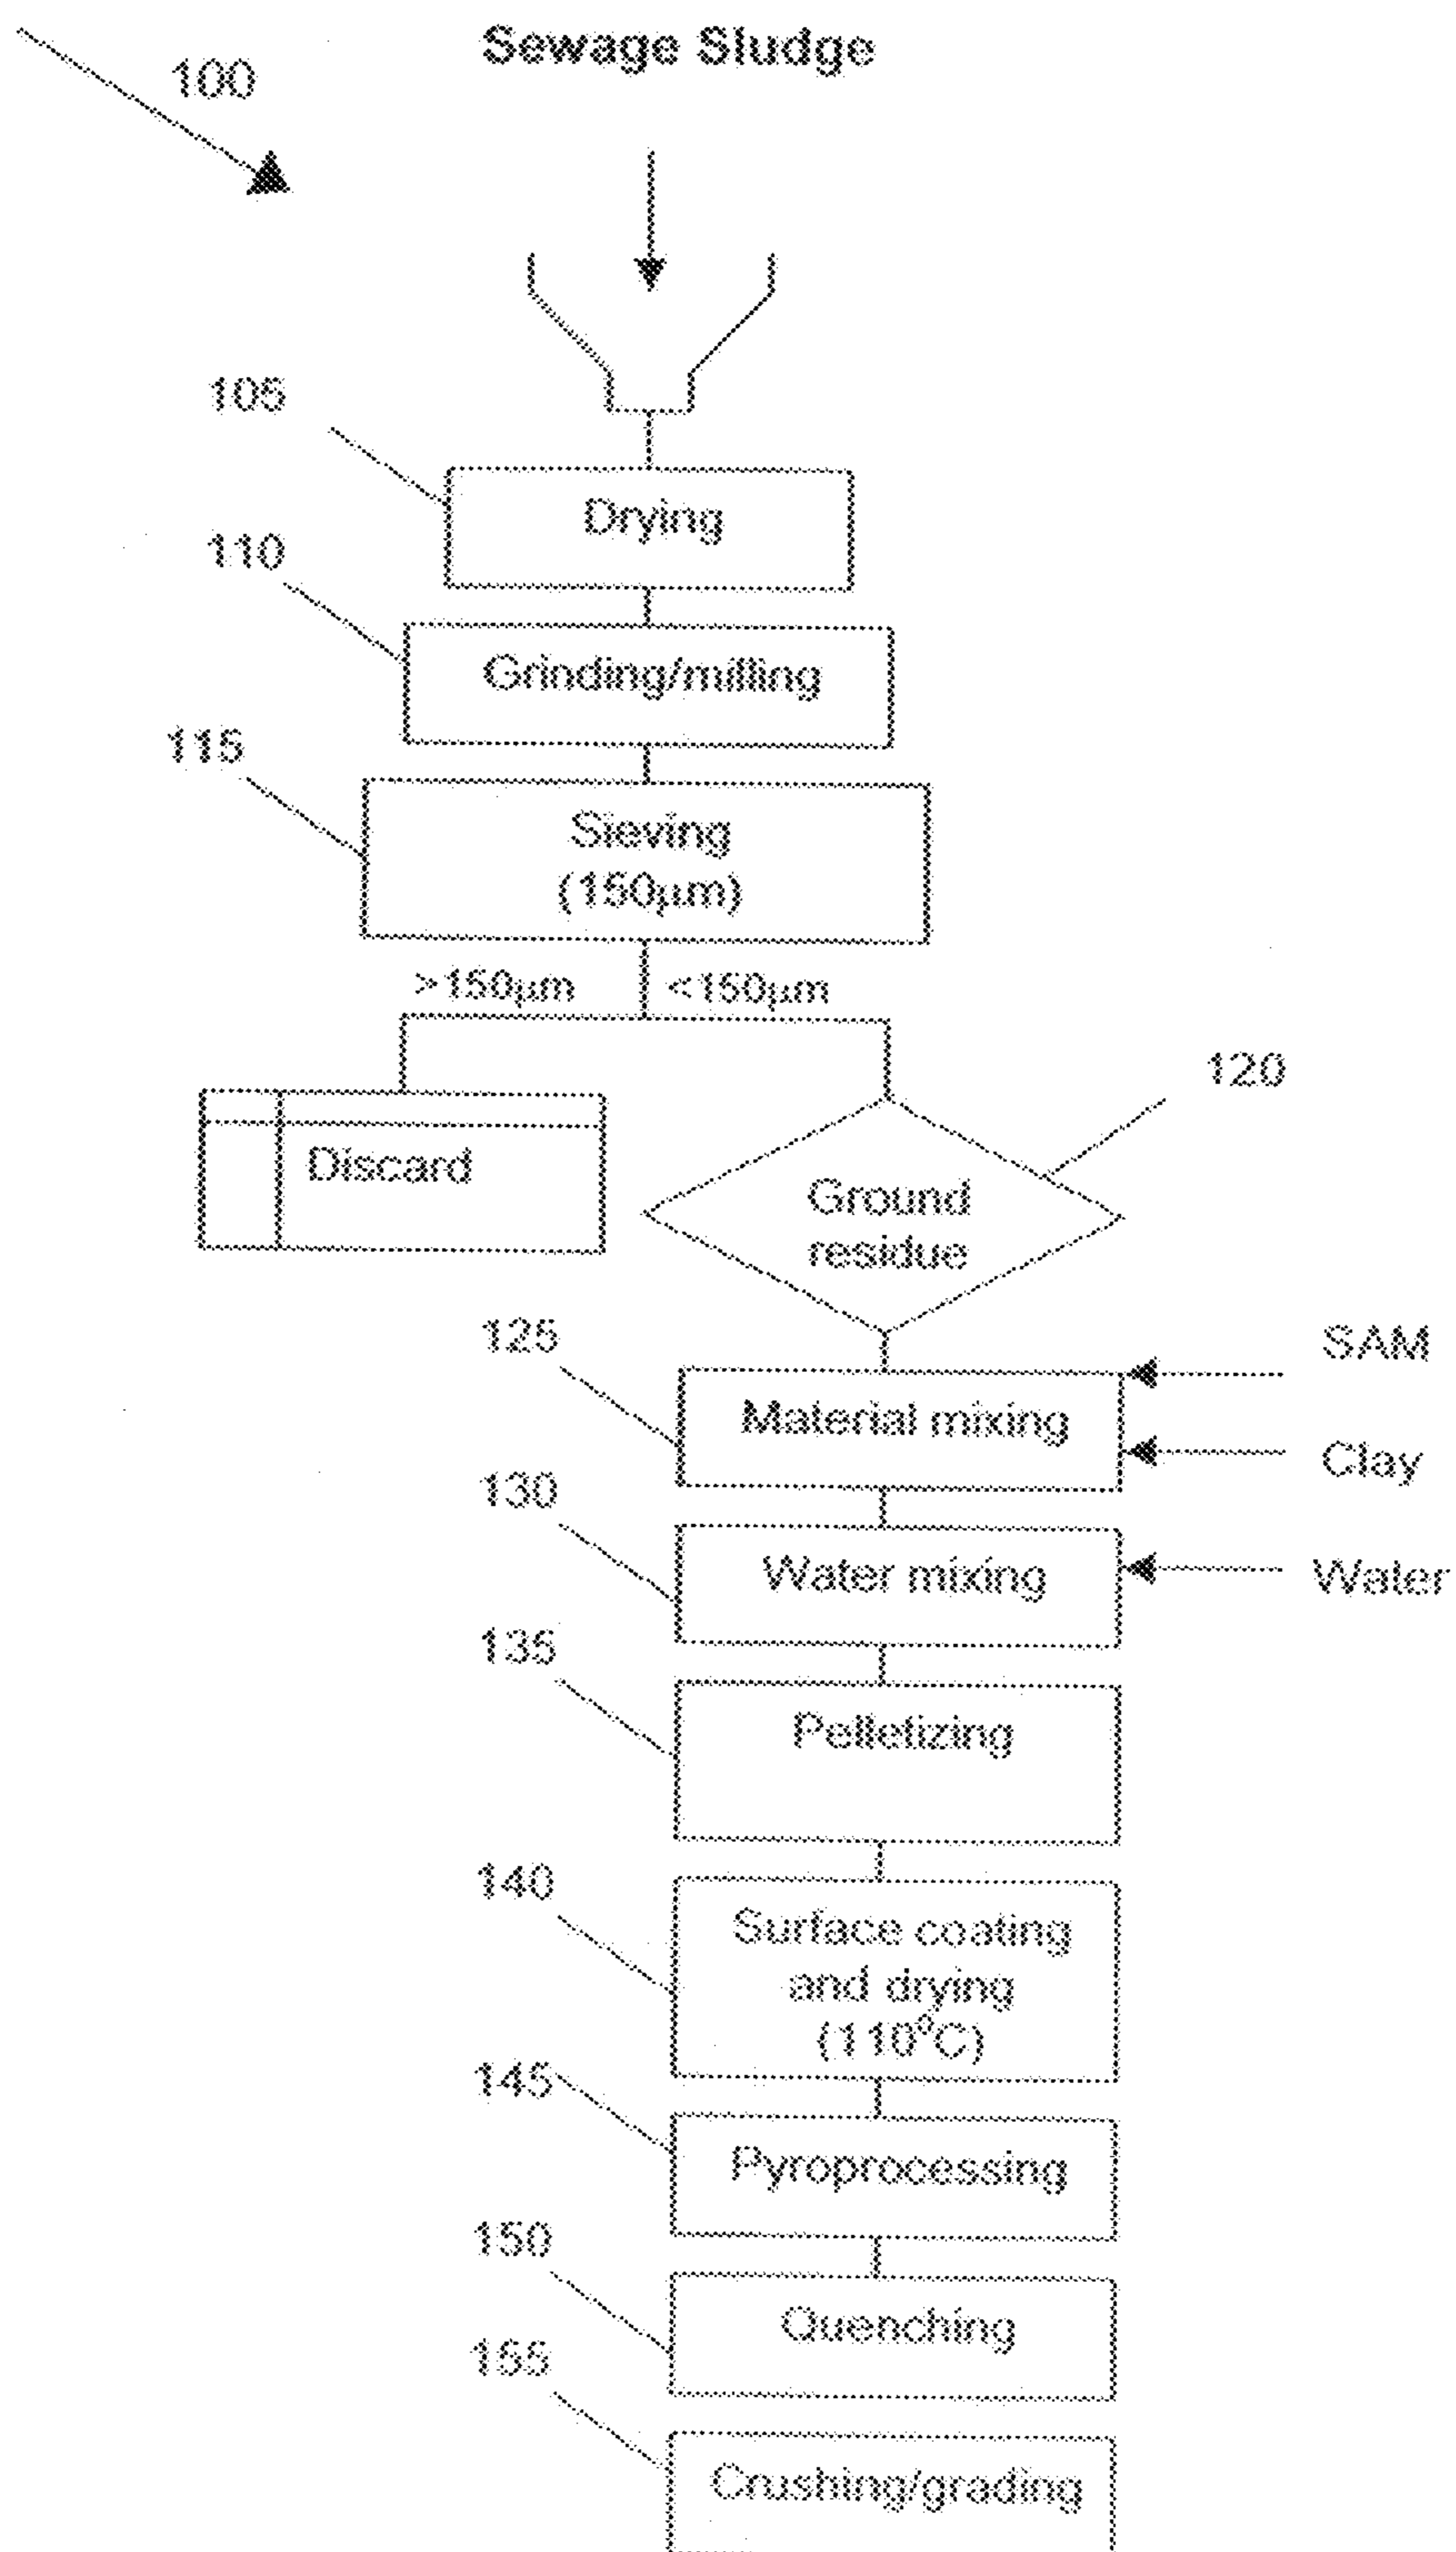 Sewage Sludge
100
105
Drying
110
Grinding/milling
115
Sieving
(150µm)
>150µm
<150µm
120
Discard
Ground
residue
125
SAM
Material mixing
Clay
130
Water mixing
Water
135
Pelletizing
140
Surface coating
and drying
(110⁰C)
145
Pyroprocessing
150
Quenching
155
Crushing/grading